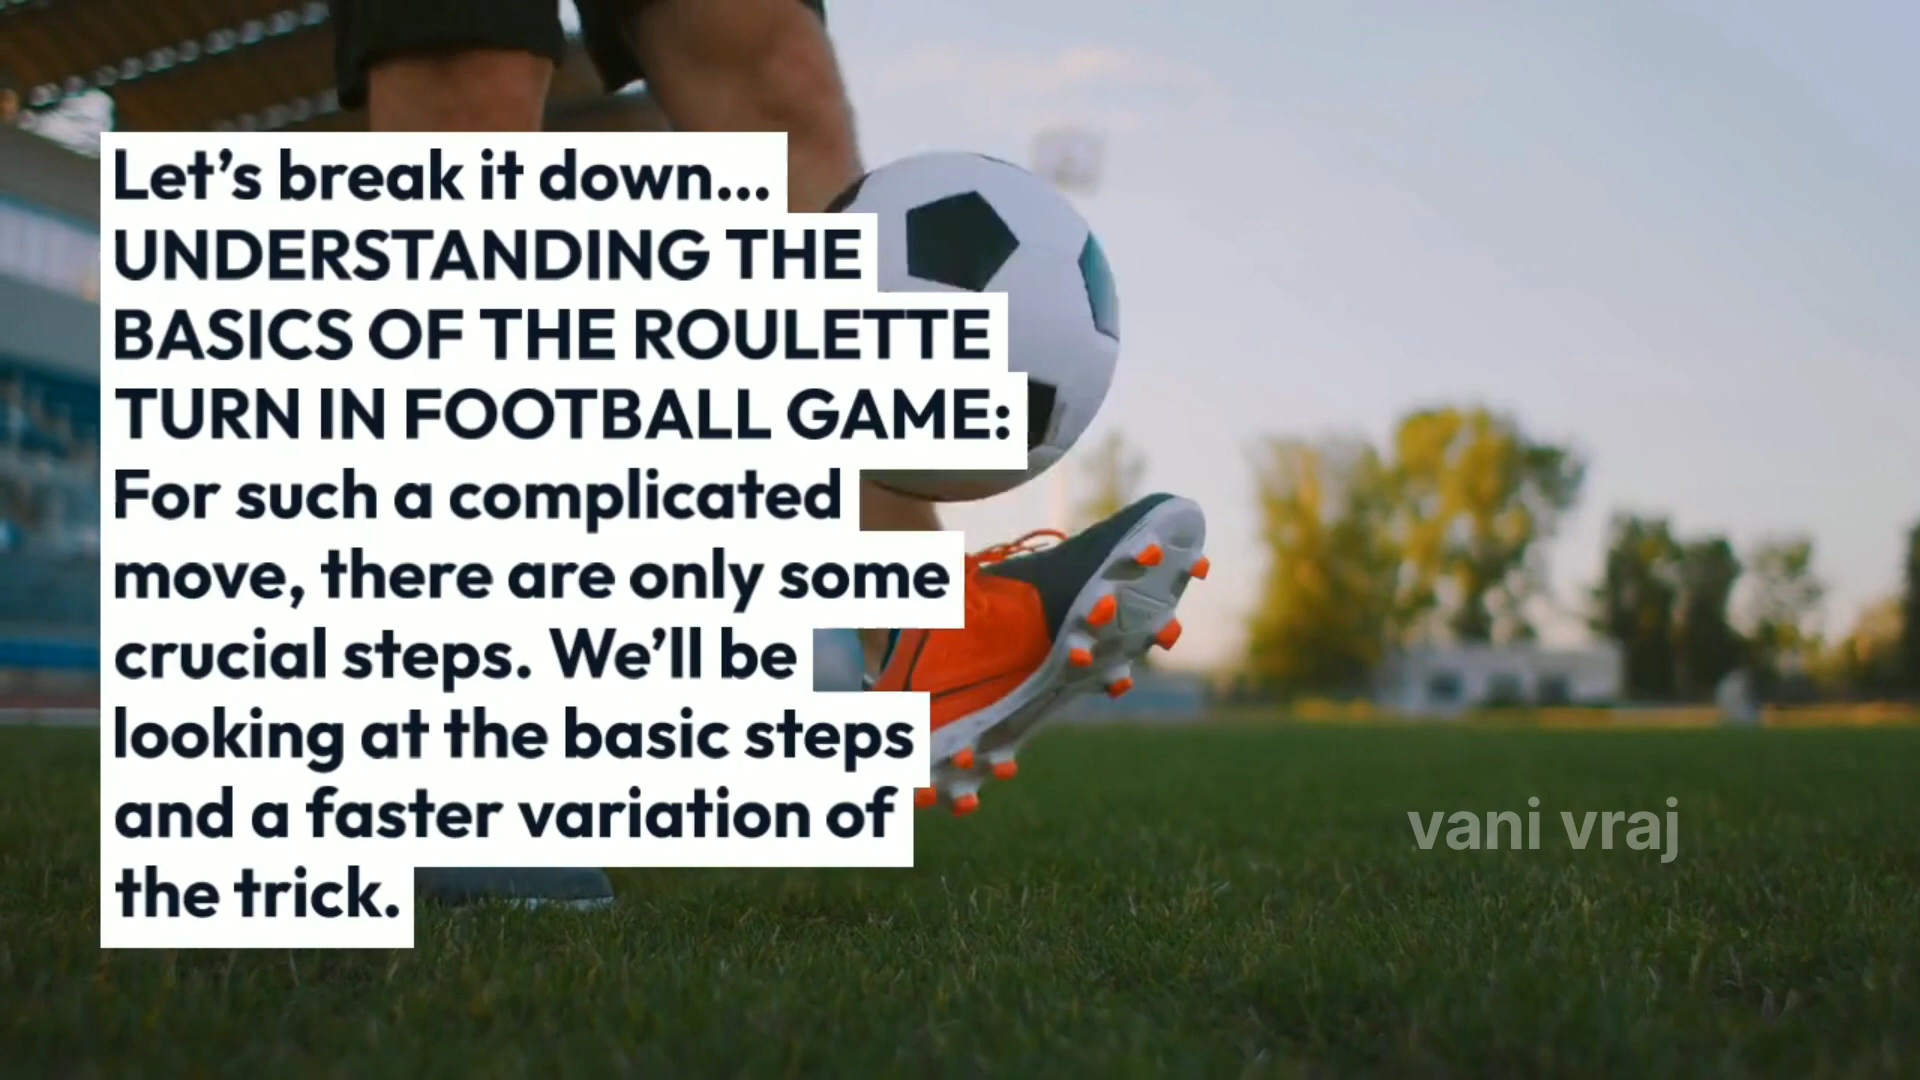 Let’s break it down...
UNDERSTANDING THE
BASICS OF THE ROULETTE
TURN IN FOOTBALL GAME:
For such a complicated
move, there are only some
crucial steps. We’ll be
looking at the basic steps
and a faster variation of
the trick.
vani vraj